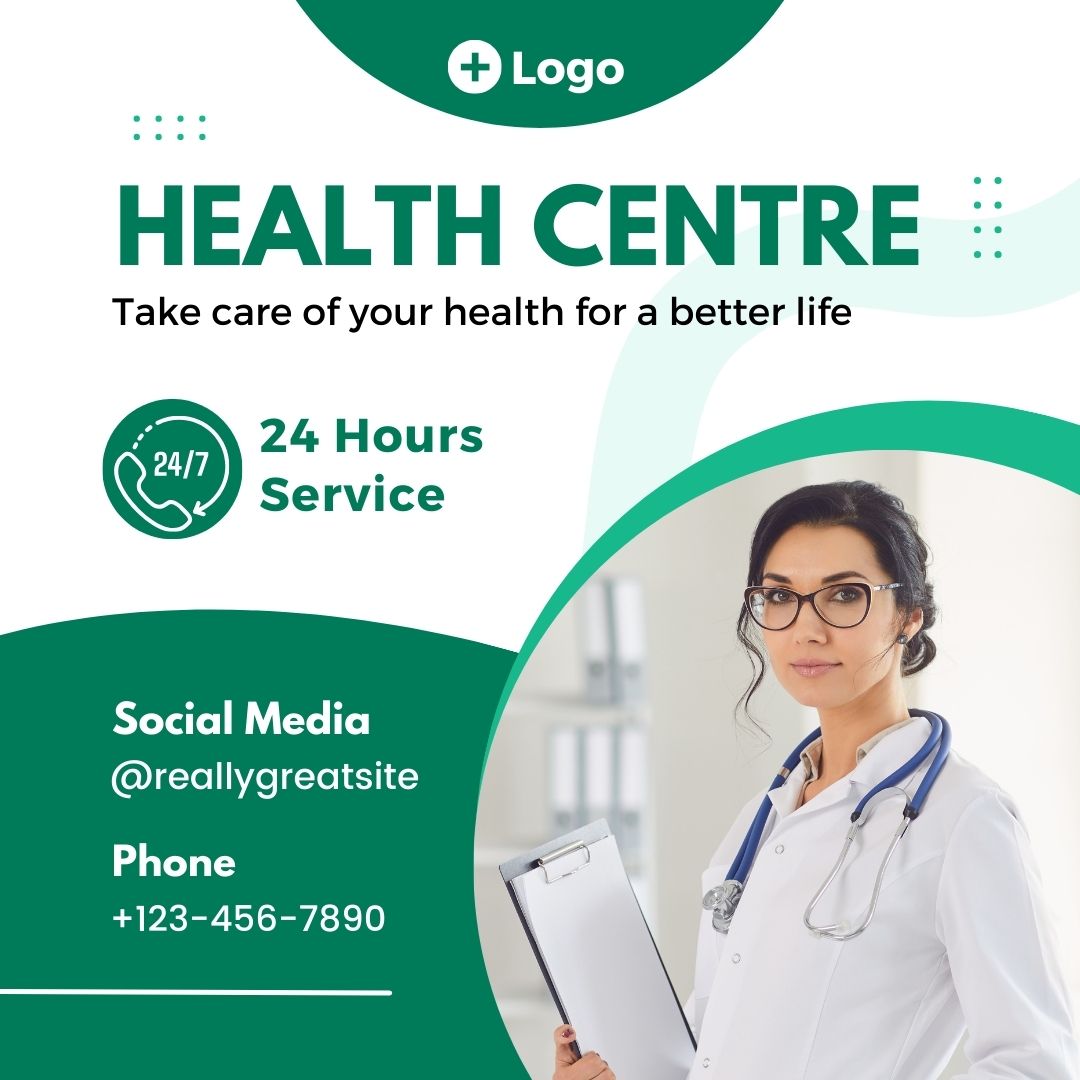 Logo
HEALTH CENTRE
Take care of your health for a better life
24/7
24 Hours
Service
Social Media
@reallygreatsite
Phone
+123-456-7890